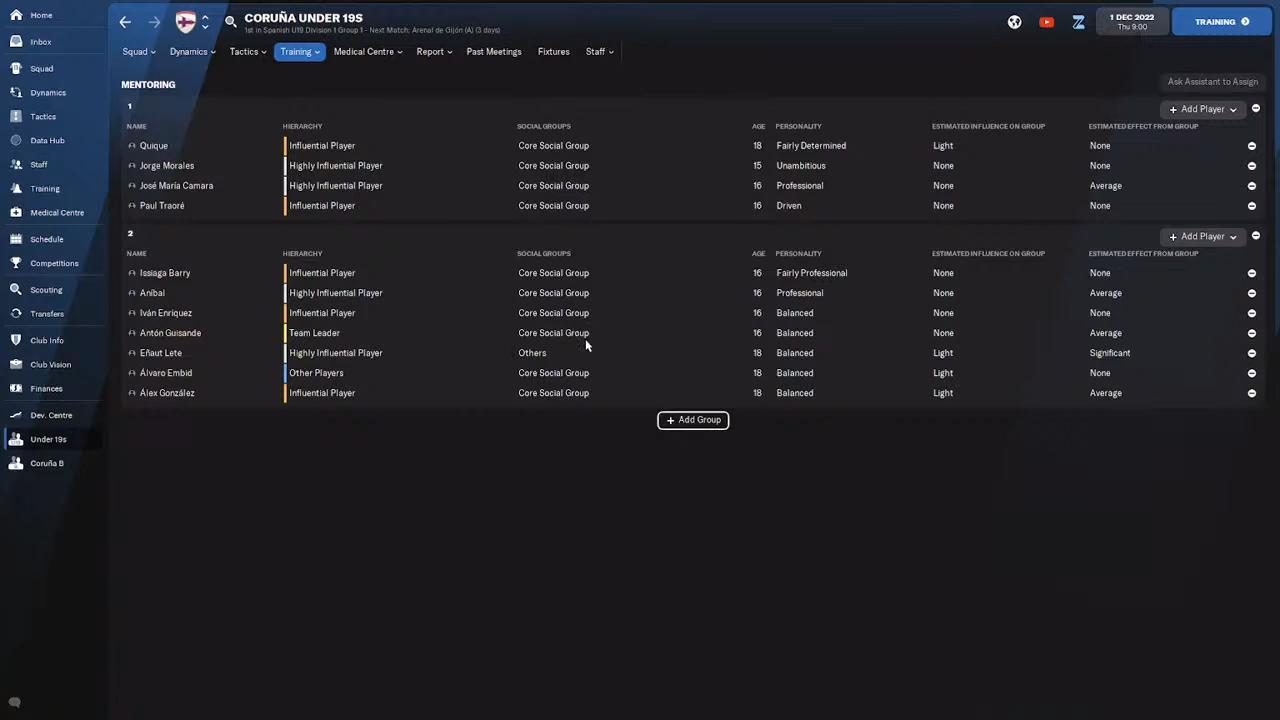 Home
Inbox
Squad
Dynamics
Tactics
Data Hub
Staff
Training
Medical Centre
Schedule
Competitions
Scouting
Transfers
Club Info
Club Vision
Finances
Dev. Centre
Under 19s
Coruña B
CORUÑA UNDER 19S
1st in Spanish U19 Division 1 Group 1 - Next Match: Arenal de Gijón (A) (3 days)
1 DEC 2022
Thu 9:00
TRAINING
Squad Dynamics Tactics Training Medical Centre Report Past Meetings Fixtures Staff
MENTORING
Ask Assistant to Assign
1
+ Add Player
NAME HIERARCHY SOCIAL GROUPS AGE PERSONALITY ESTIMATED INFLUENCE ON GROUP ESTIMATED EFFECT FROM GROUP
Quique Influential Player Core Social Group 18 Fairly Determined Light None
Jorge Morales Highly Influential Player Core Social Group 15 Unambitious None None
José María Camara Highly Influential Player Core Social Group 16 Professional None Average
Paul Traoré Influential Player Core Social Group 16 Driven None None
2
+ Add Player
NAME HIERARCHY SOCIAL GROUPS AGE PERSONALITY ESTIMATED INFLUENCE ON GROUP ESTIMATED EFFECT FROM GROUP
Issiaga Barry Influential Player Core Social Group 16 Fairly Professional None None
Aníbal Highly Influential Player Core Social Group 16 Professional None Average
Iván Enriquez Influential Player Core Social Group 16 Balanced None None
Antón Guisande Team Leader Core Social Group 16 Balanced None Average
Eñaut Lete Highly Influential Player Others 18 Balanced Light Significant
Álvaro Embid Other Players Core Social Group 18 Balanced Light None
Álex González Influential Player Core Social Group 18 Balanced Light Average
+ Add Group